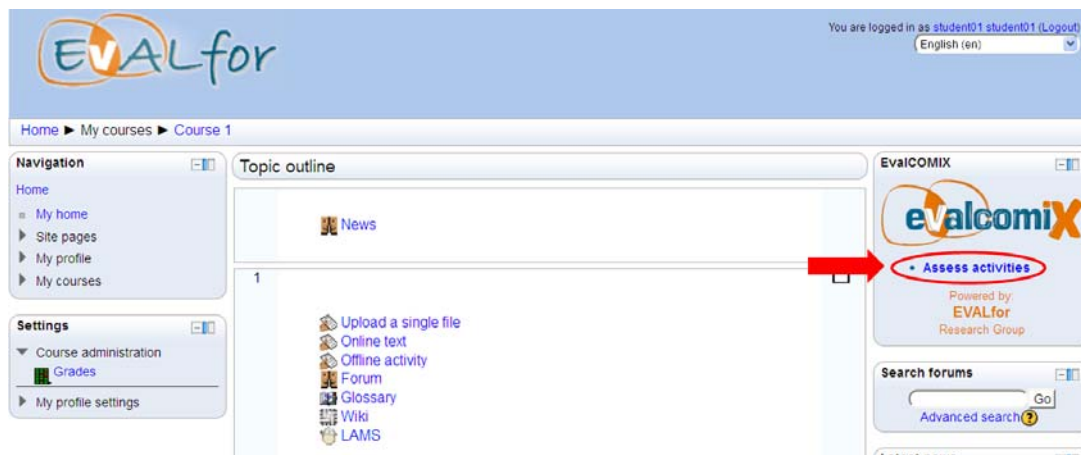 EVALfor
You are logged in as student01 student01 (Logout)
English (en)
Home ► My courses ► Course 1
Navigation
Home
My home
Site pages
My profile
My courses
Settings
Course administration
Grades
My profile settings
Topic outline
News
1
Upload a single file
Online text
Offline activity
Forum
Glossary
Wiki
LAMS
EvalCOMIX
evalcomix
• Assess activities
Powered by:
EVALfor
Research Group
Search forums
Go
Advanced search ?